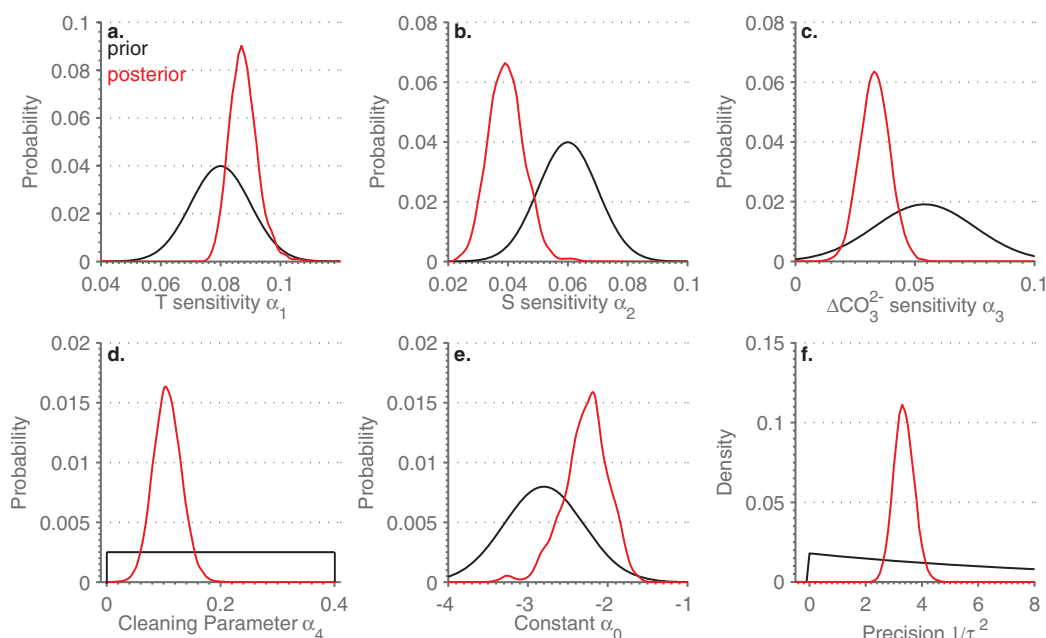 a.
prior
posterior
Probability
0.1
0.08
0.06
0.04
0.02
0
0.04 0.06 0.08 0.1
T sensitivity α1
b.
Probability
0.08
0.06
0.04
0.02
0
0.02 0.04 0.06 0.08 0.1
S sensitivity α2
c.
Probability
0.08
0.06
0.04
0.02
0
0 0.05 0.1
ΔCO3^2- sensitivity α3
d.
Probability
0.02
0.015
0.01
0.005
0
0 0.2 0.4
Cleaning Parameter α4
e.
Probability
0.02
0.015
0.01
0.005
0
-4 -3 -2 -1
Constant α0
f.
Density
0.15
0.1
0.05
0
0 4 8
Precision 1/τ^2